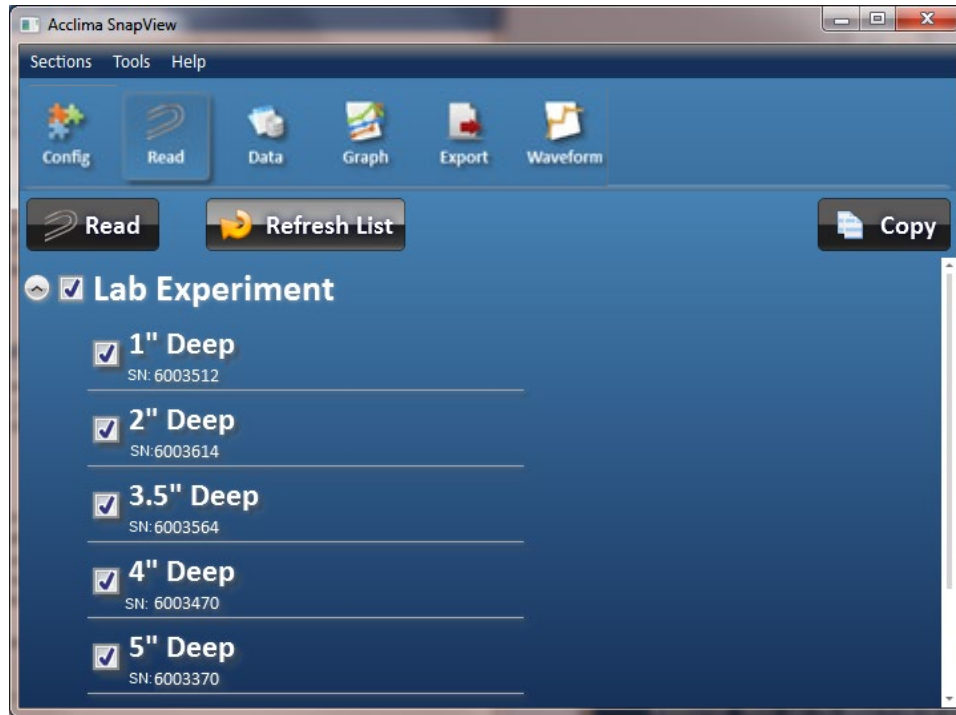 Acclima SnapView
Sections Tools Help
Config Read Data Graph Export Waveform
Read Refresh List Copy
Lab Experiment
1" Deep
SN: 6003512
2" Deep
SN:6003614
3.5" Deep
SN: 6003564
4" Deep
SN: 6003470
5" Deep
SN: 6003370